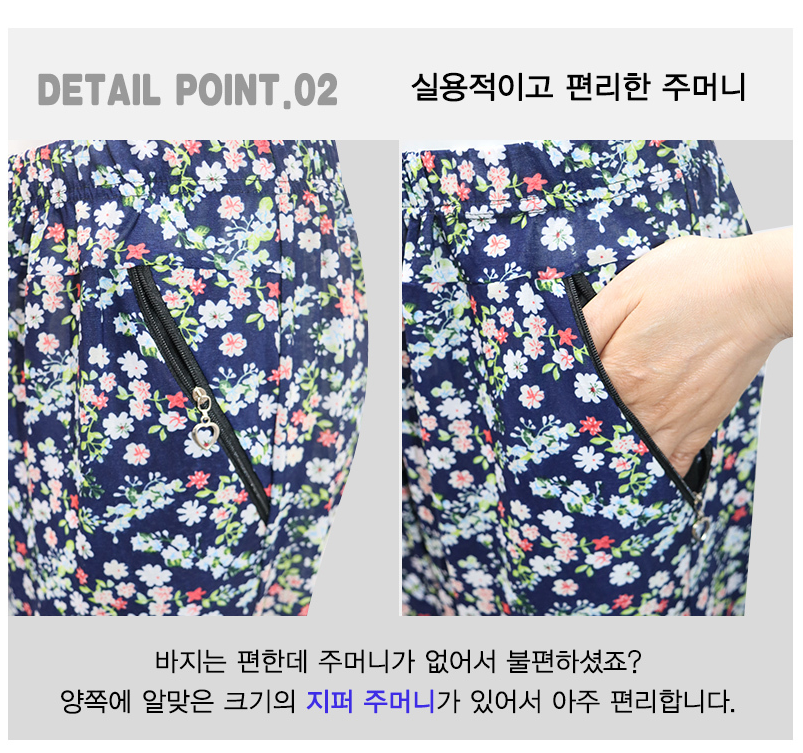 DETAIL POINT.02
실용적이고 편리한 주머니
바지는 편한데 주머니가 없어서 불편하셨죠?
양쪽에 알맞은 크기의 지퍼 주머니가 있어서 아주 편리합니다.